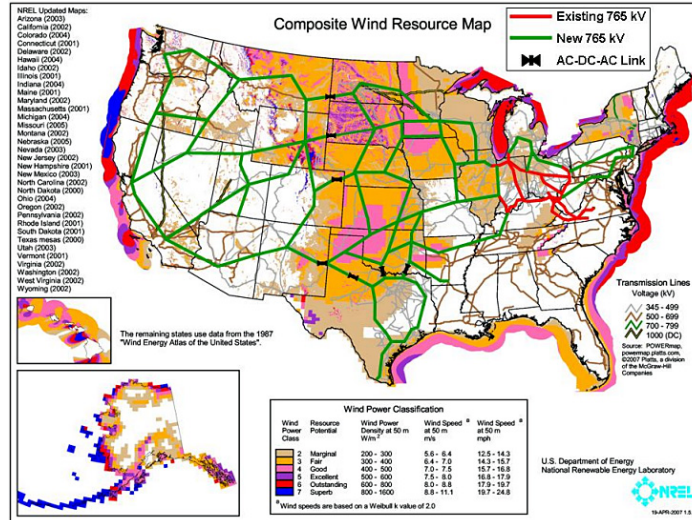 NREL Updated Maps:
Arizona (2003)
California (2002)
Colorado (2004)
Connecticut (2001)
Delaware (2002)
Hawaii (2004)
Idaho (2002)
Illinois (2001)
Indiana (2004)
Maine (2001)
Maryland (2002)
Massachusetts (2001)
Michigan (2004)
Missouri (2005)
Montana (2002)
Nebraska (2005)
Nevada (2003)
New Jersey (2002)
New Hampshire (2001)
New Mexico (2003)
North Carolina (2002)
North Dakota (2000)
Ohio (2004)
Oregon (2002)
Pennsylvania (2002)
Rhode Island (2001)
South Dakota (2001)
Texas mesas (2000)
Utah (2003)
Vermont (2001)
Virginia (2002)
Washington (2002)
West Virginia (2002)
Wyoming (2002)
Composite Wind Resource Map
Existing 765 kV
New 765 kV
AC-DC-AC Link
The remaining states use data from the 1987
"Wind Energy Atlas of the United States".
Transmission Lines
Voltage (kV)
345 - 499
500 - 699
700 - 799
1000 (DC)
Source: POWERmap,
powermap.platts.com,
©2007 Platts, a division
of the McGraw-Hill
Companies
Wind Power Classification
Wind Power Class Resource Potential Wind Power Density at 50 m W/m² Wind Speed ª at 50 m m/s Wind Speed ª at 50 m mph
2 Marginal 200 - 300 5.6 - 6.4 12.5 - 14.3
3 Fair 300 - 400 6.4 - 7.0 14.3 - 15.7
4 Good 400 - 500 7.0 - 7.5 15.7 - 16.8
5 Excellent 500 - 600 7.5 - 8.0 16.8 - 17.9
6 Outstanding 600 - 800 8.0 - 8.8 17.9 - 19.7
7 Superb 800 - 1600 8.8 - 11.1 19.7 - 24.8
ª Wind speeds are based on a Weibull k value of 2.0
U.S. Department of Energy
National Renewable Energy Laboratory
NREL
19-APR-2007 1.5